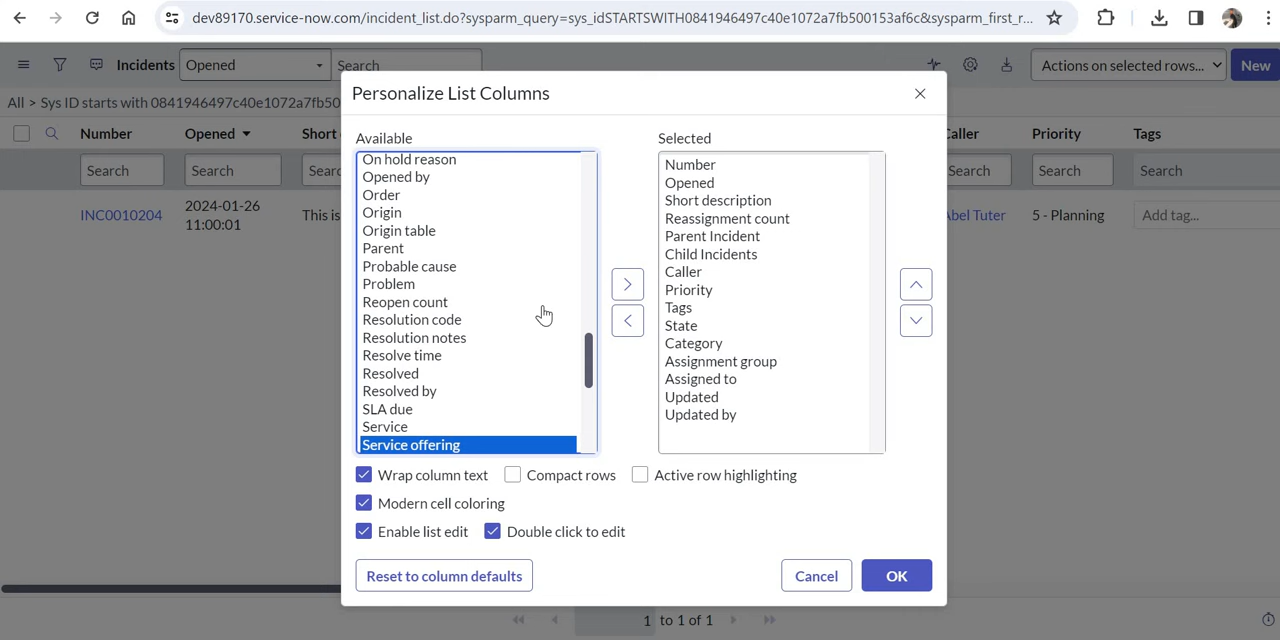 dev89170.service-now.com/incident_list.do?sysparm_query=sys_idSTARTSWITH0841946497c40e1072a7fb500153af6c&sysparm_first_r...
Incidents Opened Search Actions on selected rows... New
All > Sys ID starts with 0841946497c40e1072a7fb50
Number Opened Short Caller Priority Tags
Search Search Sear Search Search Search
INC0010204 2024-01-26 11:00:01 This is Abel Tuter 5 - Planning Add tag...
Personalize List Columns
Available
On hold reason
Opened by
Order
Origin
Origin table
Parent
Probable cause
Problem
Reopen count
Resolution code
Resolution notes
Resolve time
Resolved
Resolved by
SLA due
Service
Service offering
Selected
Number
Opened
Short description
Reassignment count
Parent Incident
Child Incidents
Caller
Priority
Tags
State
Category
Assignment group
Assigned to
Updated
Updated by
Wrap column text Compact rows Active row highlighting
Modern cell coloring
Enable list edit Double click to edit
Reset to column defaults Cancel OK
1 to 1 of 1